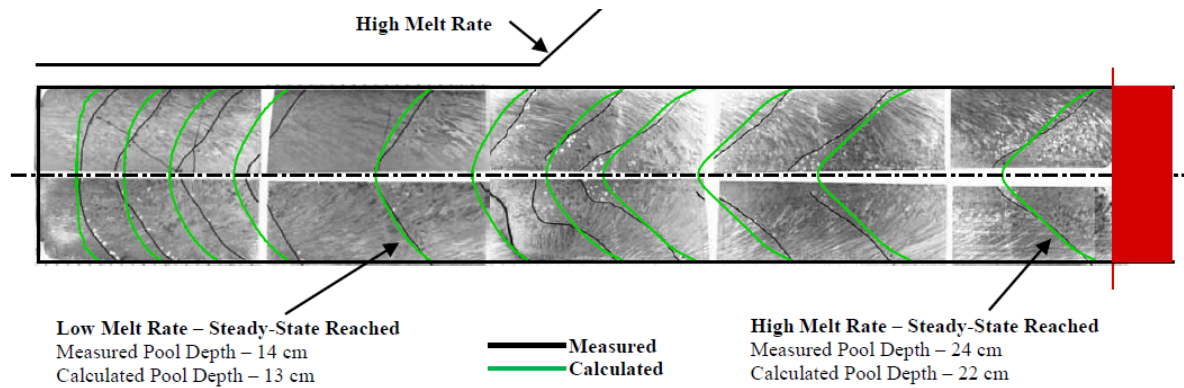 High Melt Rate
Low Melt Rate – Steady-State Reached
Measured Pool Depth – 14 cm
Calculated Pool Depth – 13 cm
Measured
Calculated
High Melt Rate – Steady-State Reached
Measured Pool Depth – 24 cm
Calculated Pool Depth – 22 cm